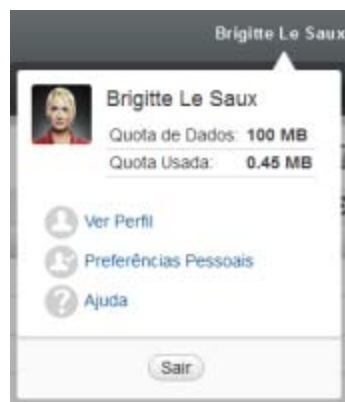 Brigitte Le Saux
Brigitte Le Saux
Quota de Dados: 100 MB
Quota Usada: 0.45 MB
Ver Perfil
Preferências Pessoais
Ajuda
Sair